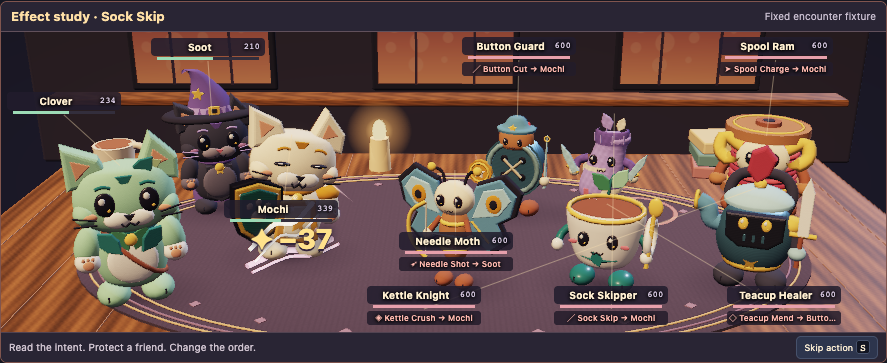 Effect study · Sock Skip
Fixed encounter fixture
Soot 210
Button Guard 600
Button Cut → Mochi
Spool Ram 600
Spool Charge → Mochi
Clover 234
Mochi 339
-37
Needle Moth 600
Needle Shot → Soot
Kettle Knight 600
Kettle Crush → Mochi
Sock Skipper 600
Sock Skip → Mochi
Teacup Healer 600
Teacup Mend → Butto...
Read the intent. Protect a friend. Change the order.
Skip action S